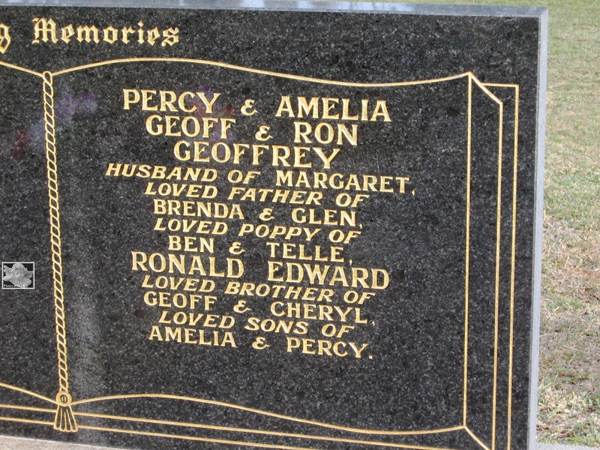 g Memories
PERCY & AMELIA
GEOFF & RON
GEOFFREY
HUSBAND OF MARGARET,
LOVED FATHER OF
BRENDA & GLEN,
LOVED POPPY OF
BEN & TELLE,
RONALD EDWARD
LOVED BROTHER OF
GEOFF & CHERYL,
LOVED SONS OF
AMELIA & PERCY.